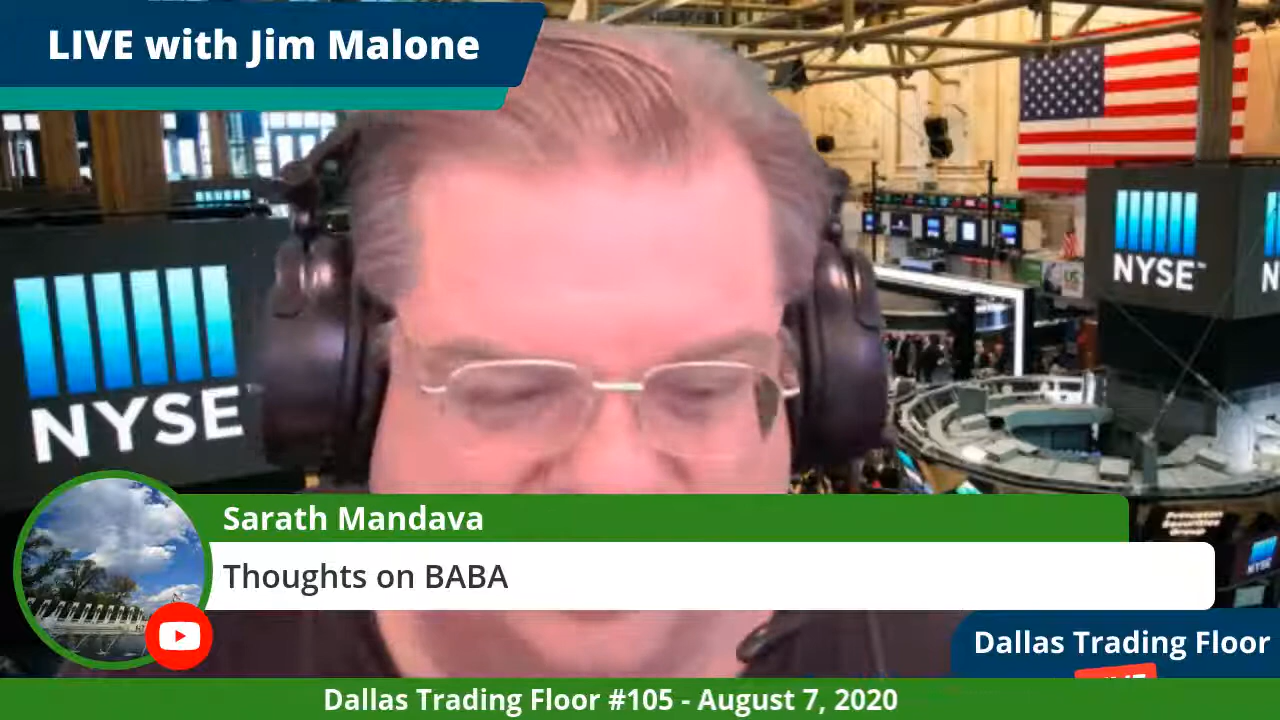 LIVE with Jim Malone
NYSE
NYSE
Sarath Mandava
Thoughts on BABA
Dallas Trading Floor
Dallas Trading Floor #105 - August 7, 2020